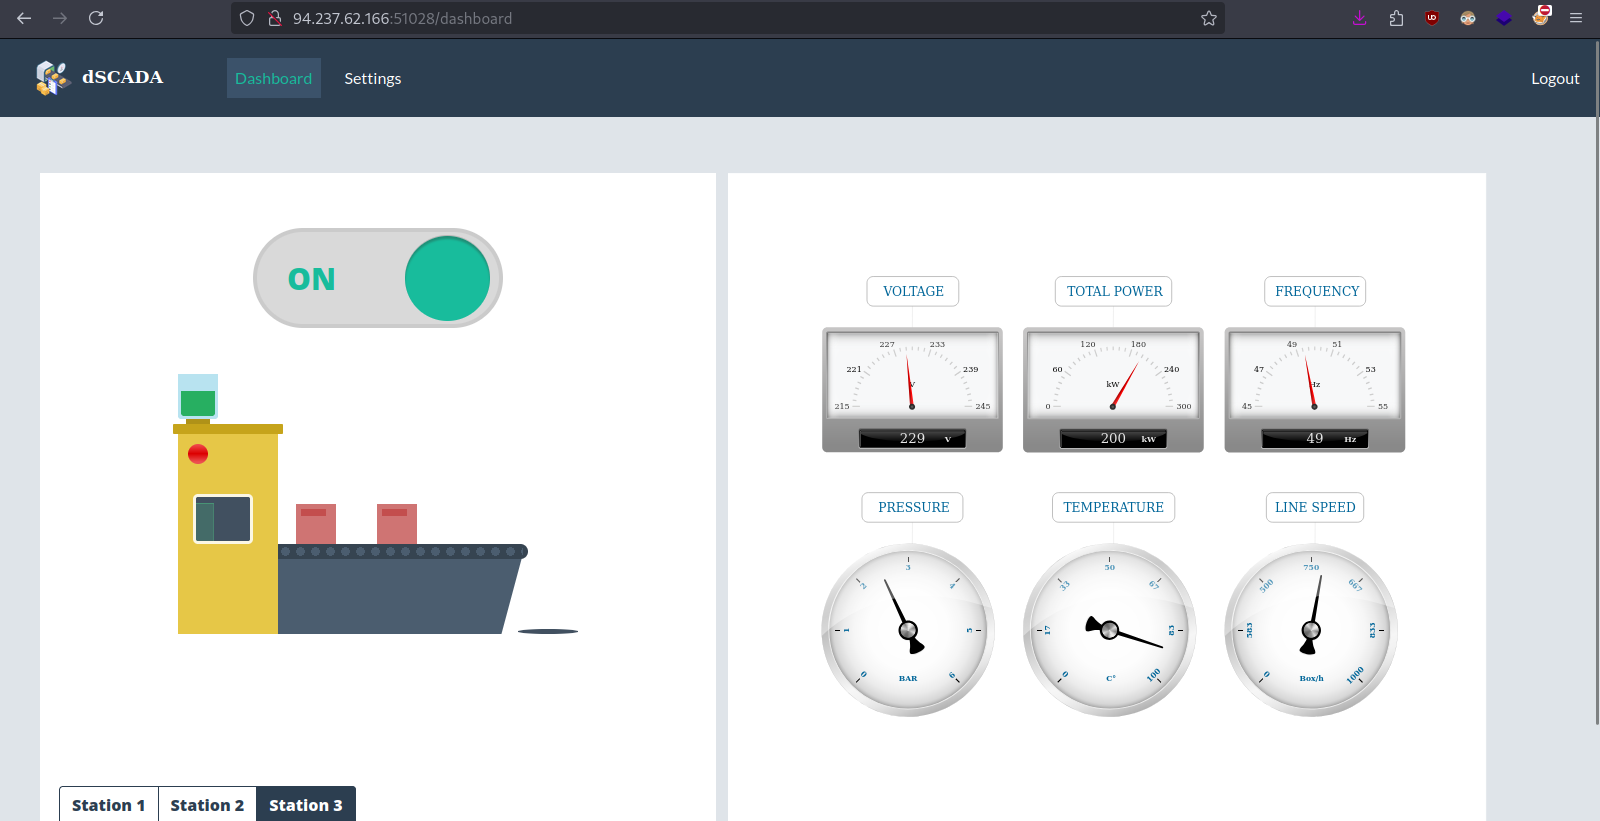 94.237.62.166:51028/dashboard
dSCADA
Dashboard
Settings
Logout
ON
Station 1
Station 2
Station 3
VOLTAGE
TOTAL POWER
FREQUENCY
215 221 227 233 239 245
V
229 V
0 60 120 180 240 300
kW
200 kW
45 47 49 51 53 55
Hz
49 Hz
PRESSURE
TEMPERATURE
LINE SPEED
0 1 2 3 4 5 6
BAR
0 17 33 50 67 83 100
C°
0 583 500 750 667 833 1000
Box/h